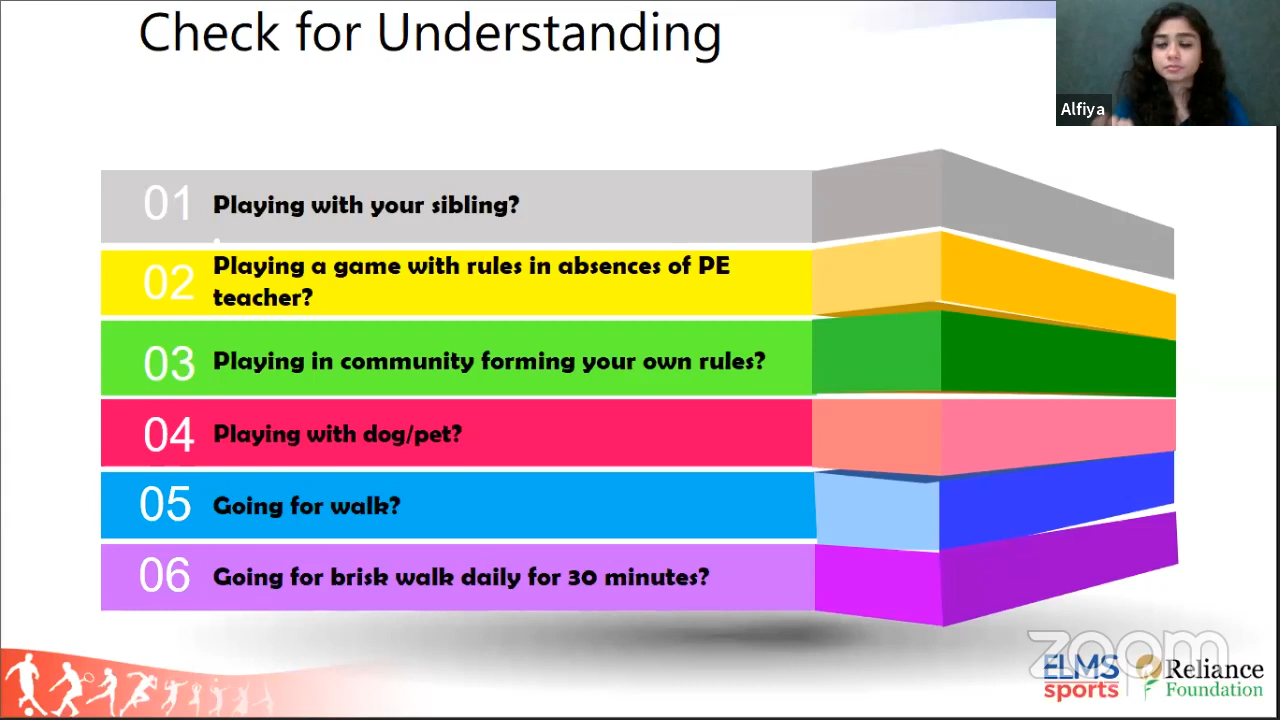 Check for Understanding
Alfiya
01 Playing with your sibling?
02 Playing a game with rules in absences of PE
teacher?
03 Playing in community forming your own rules?
04 Playing with dog/pet?
05 Going for walk?
06 Going for brisk walk daily for 30 minutes?
zoom
ELMS
sports
Reliance
Foundation